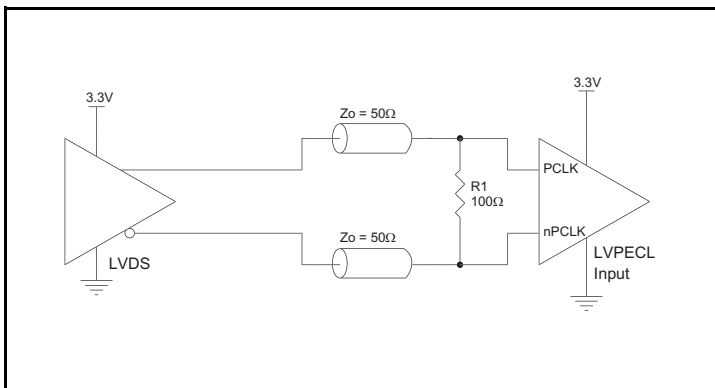 3.3V
3.3V
Zo = 50Ω
PCLK
R1
100Ω
nPCLK
Zo = 50Ω
LVDS
LVPECL
Input